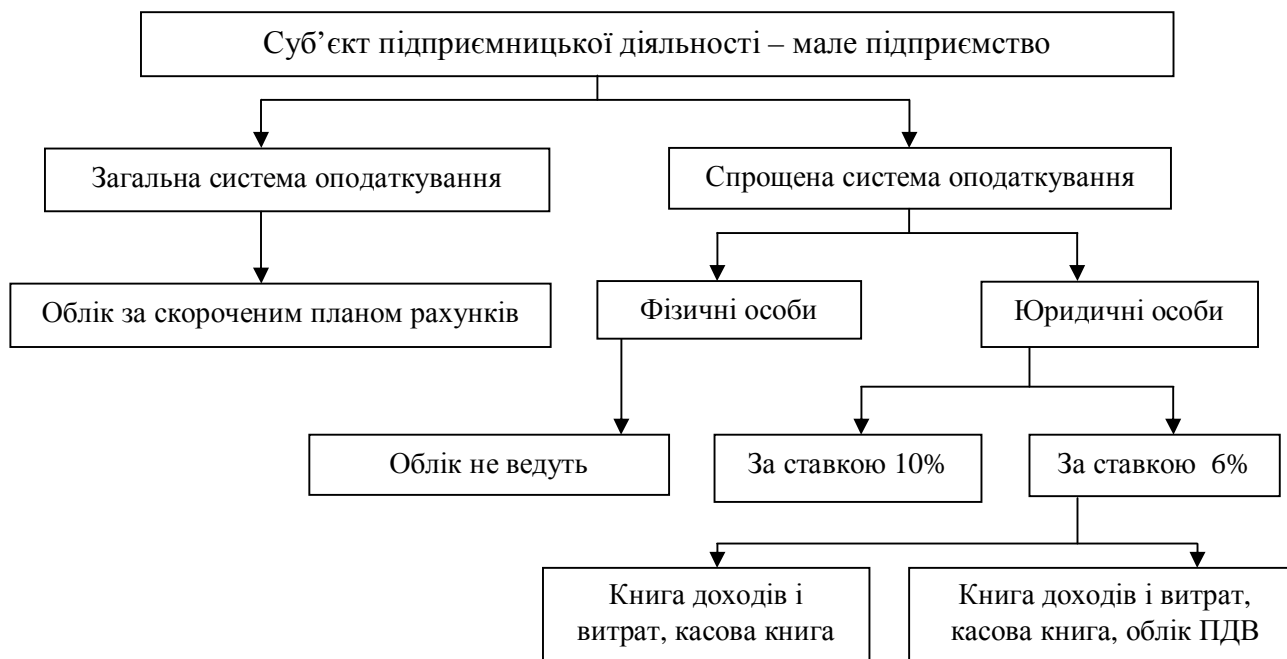 Суб’єкт підприємницької діяльності – мале підприємство
Загальна система оподаткування
Спрощена система оподаткування
Облік за скороченим планом рахунків
Фізичні особи
Юридичні особи
Облік не ведуть
За ставкою 10%
За ставкою 6%
Книга доходів і
витрат, касова книга
Книга доходів і витрат,
касова книга, облік ПДВ